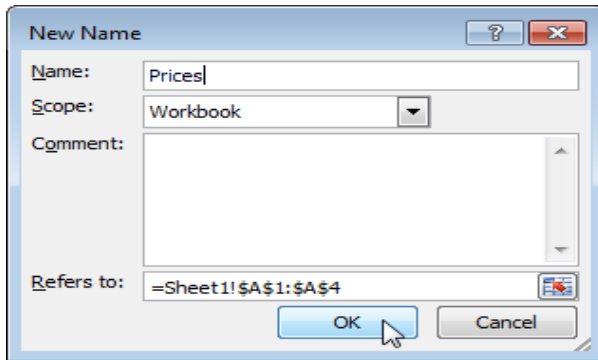 New Name
Name: Prices
Scope: Workbook
Comment:
Refers to: =Sheet1!$A$1:$A$4
OK Cancel